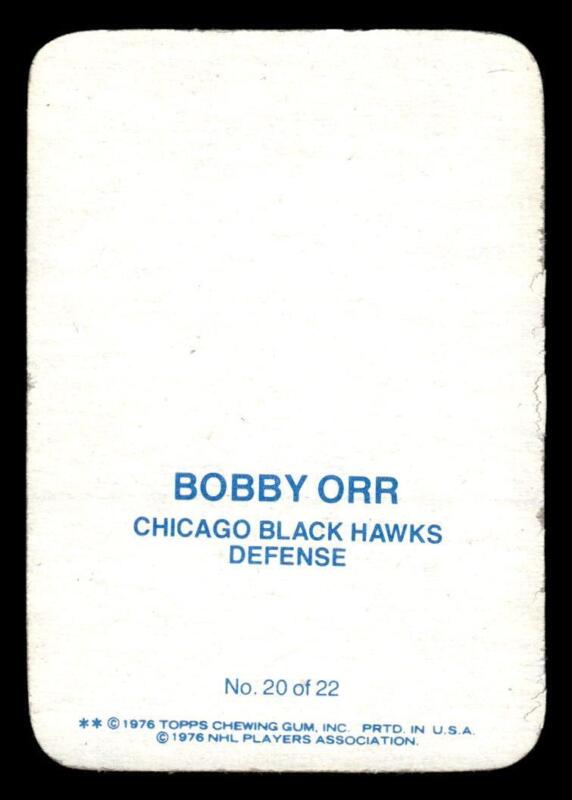 BOBBY ORR
CHICAGO BLACK HAWKS
DEFENSE
No. 20 of 22
** © 1976 TOPPS CHEWING GUM, INC. PRTD. IN U.S.A.
© 1976 NHL PLAYERS ASSOCIATION.